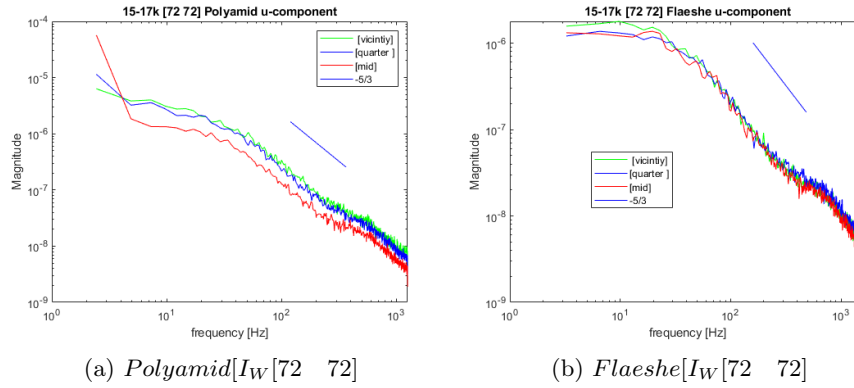 15-17k [72 72] Polyamid u-component
[vicintiy]
[quarter ]
[mid]
-5/3
10^-4
10^-5
10^-6
10^-7
10^-8
10^-9
Magnitude
10^0
10^1
10^2
10^3
frequency [Hz]
(a) Polyamid[I_W[72 72]
15-17k [72 72] Flaeshe u-component
[vicintiy]
[quarter ]
[mid]
-5/3
10^-6
10^-7
10^-8
10^-9
Magnitude
10^0
10^1
10^2
10^3
frequency [Hz]
(b) Flaeshe[I_W[72 72]